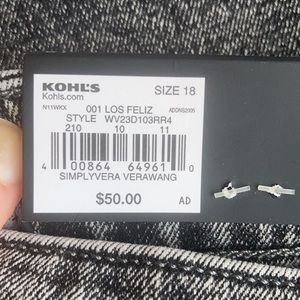 KOHL'S SIZE 18
Kohls.com
N11WKX 001 LOS FELIZ ADDNS2005
STYLE WV23D103RR4
210 10 11
4 00864 64961 0
SIMPLYVERA VERAWANG
$50.00 AD